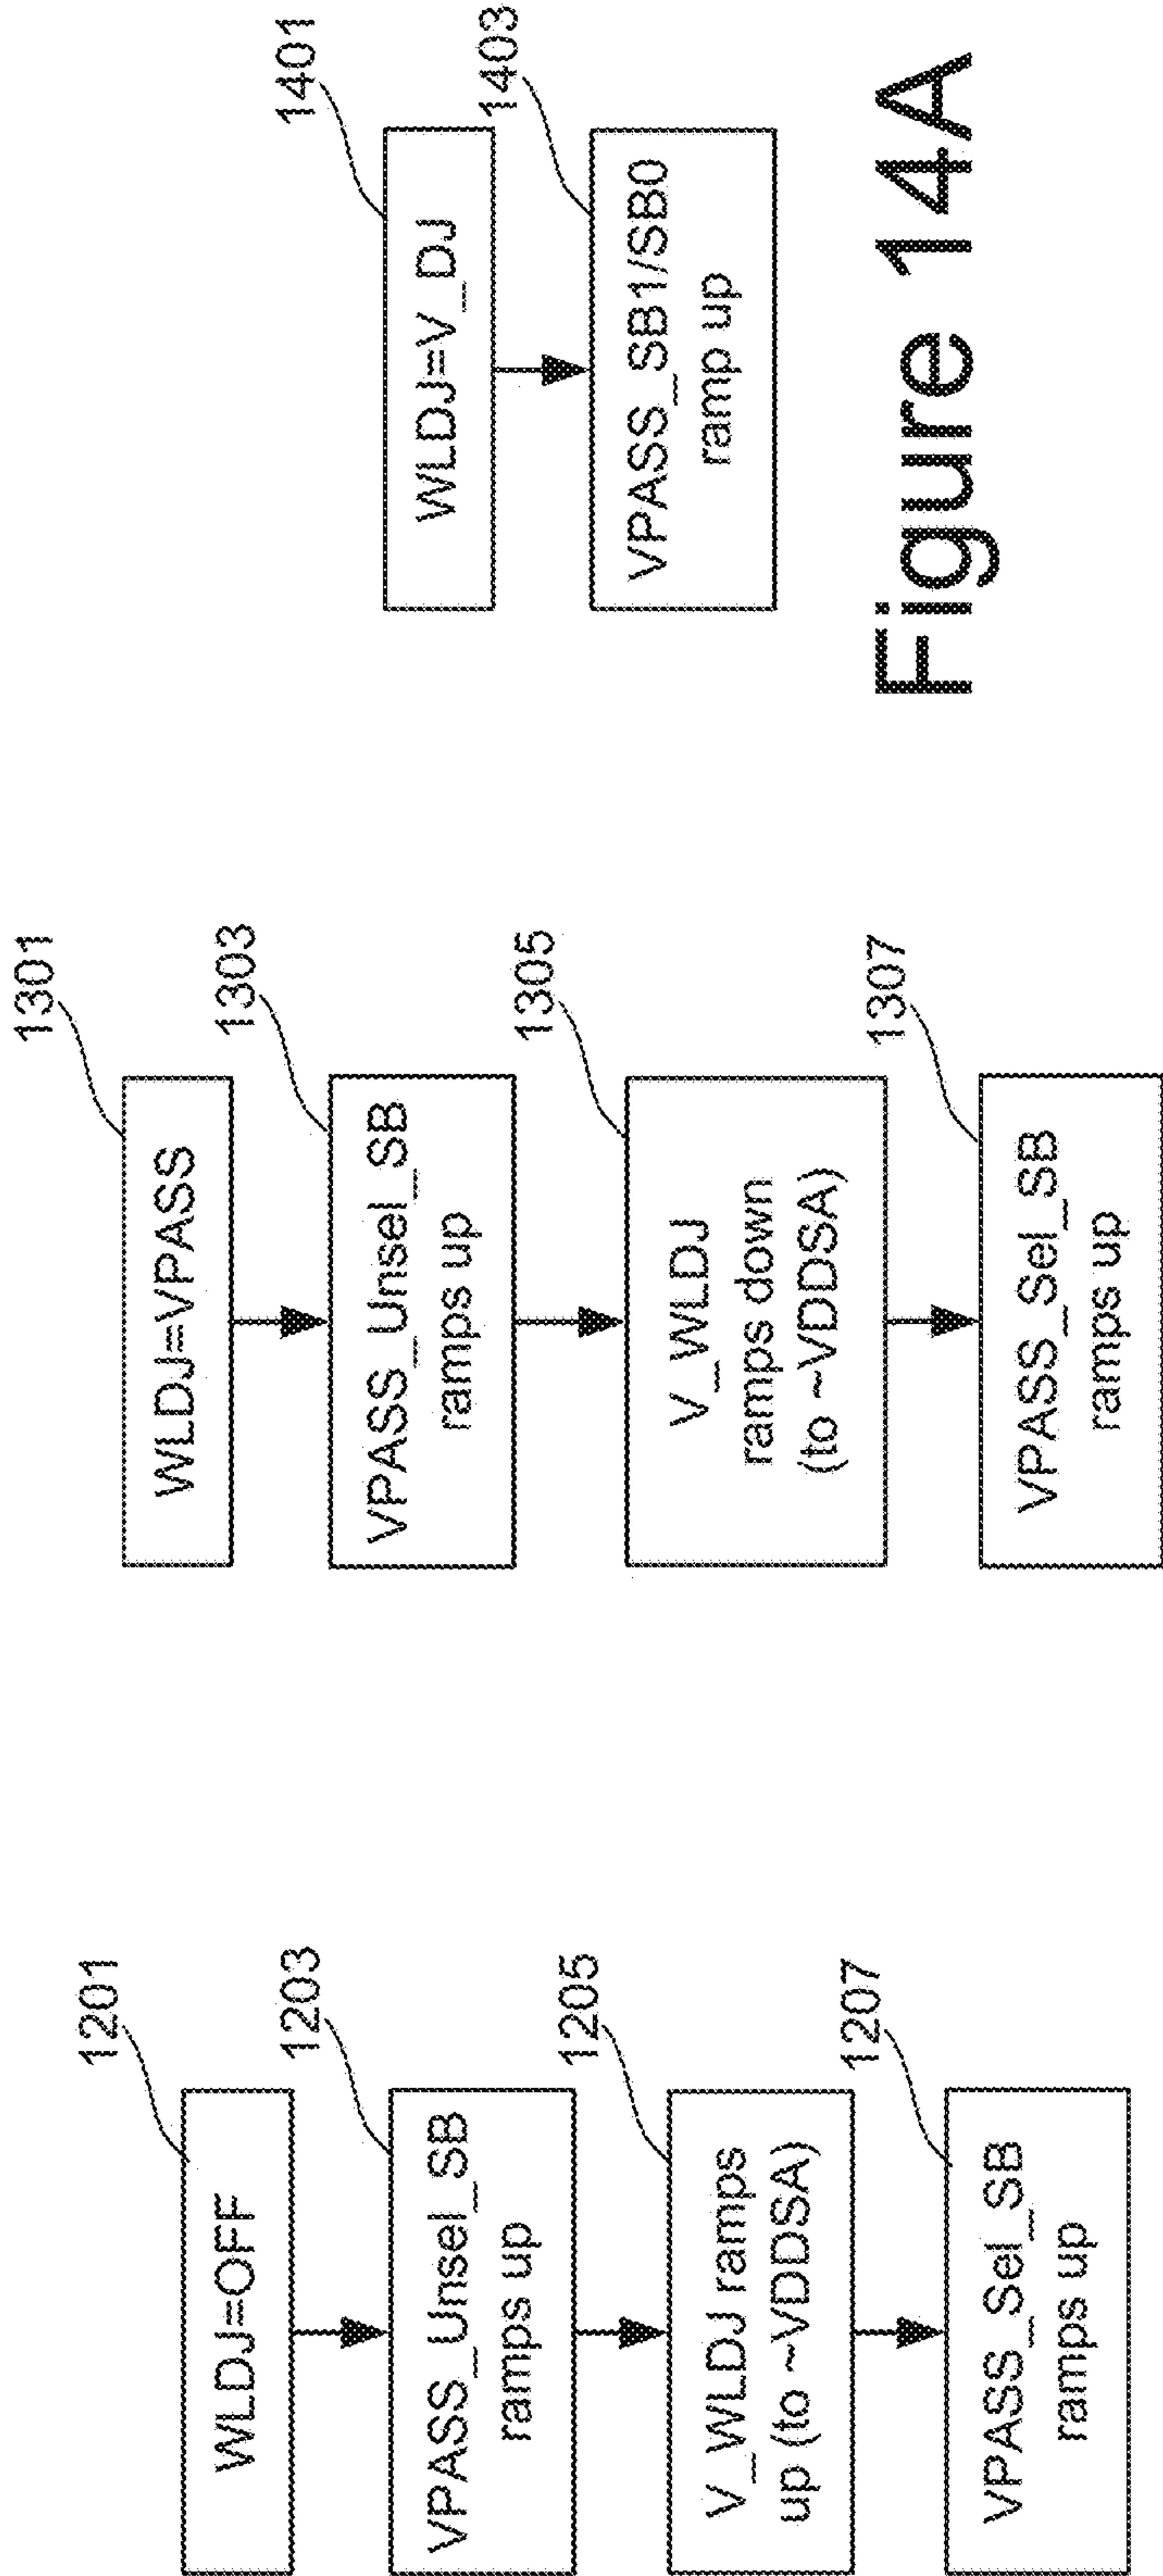 1201
WLDJ=OFF
1203
VPASS_Unsel_SB
ramps up
1205
V_WLDJ ramps
up (to ~VDDSA)
1207
VPASS_Sel_SB
ramps up
1301
WLDJ=VPASS
1303
VPASS_Unsel_SB
ramps up
1305
V_WLDJ
ramps down
(to ~VDDSA)
1307
VPASS_Sel_SB
ramps up
1401
WLDJ=V_DJ
1403
VPASS_SB1/SB0
ramp up
Figure 14A